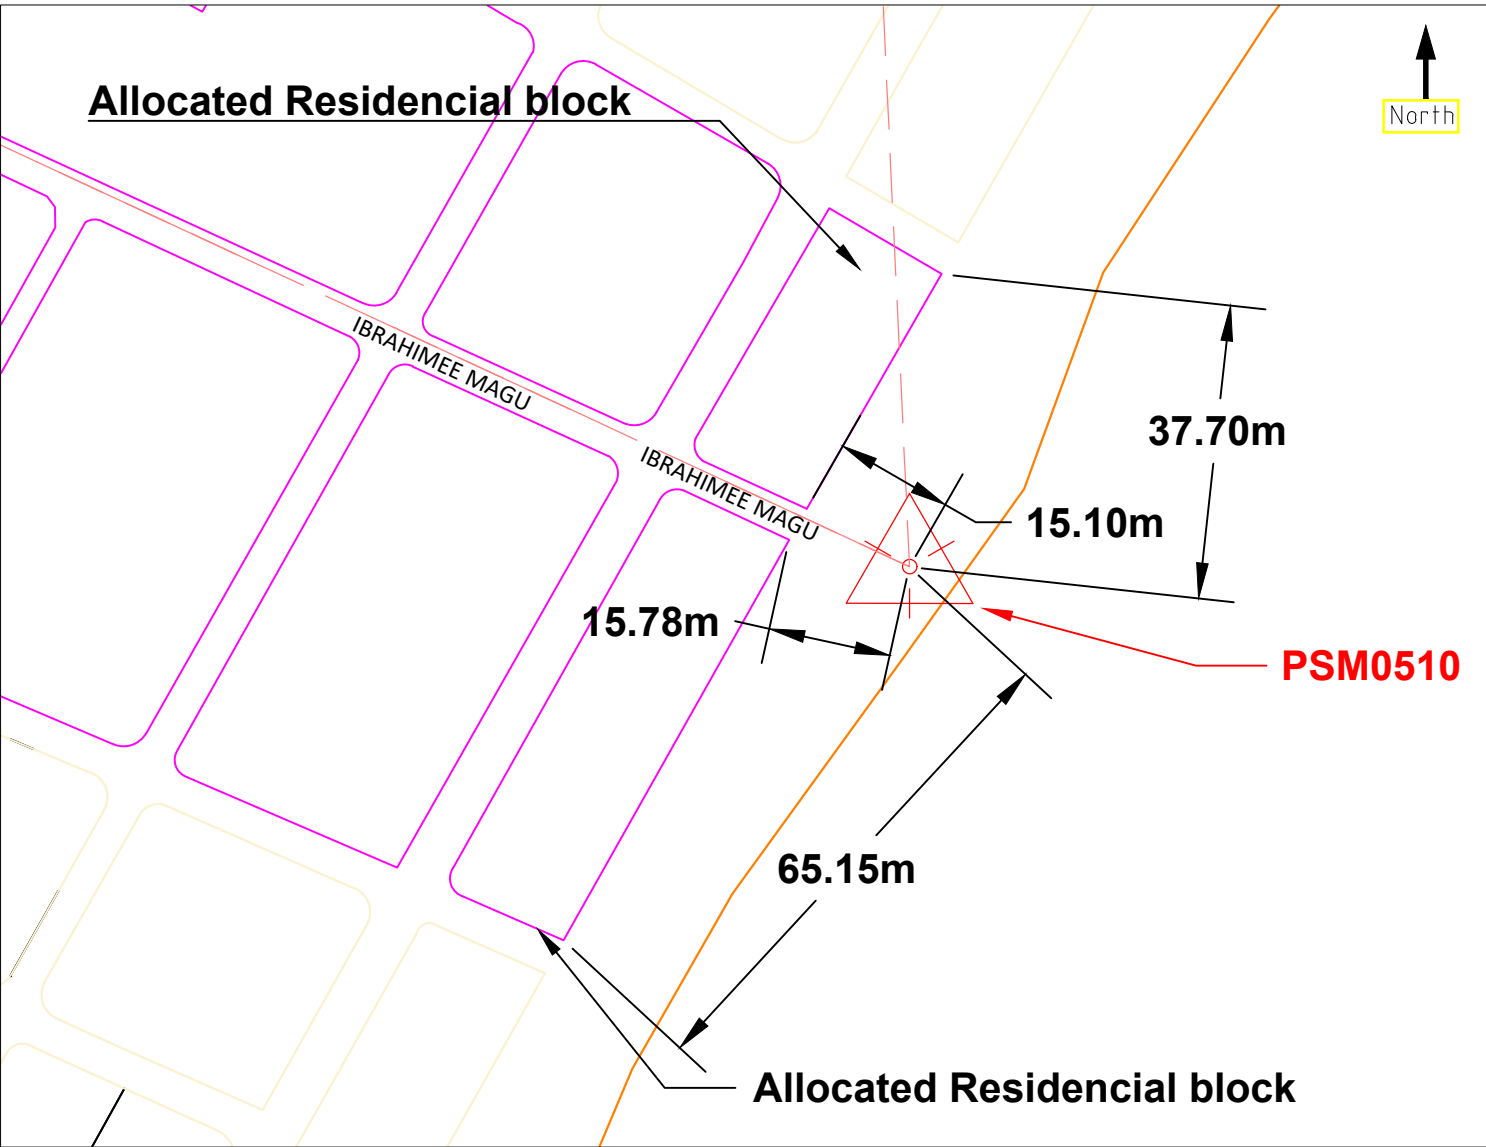 Allocated Residencial block
North
IBRAHIMEE MAGU
37.70m
IBRAHIMEE MAGU
15.10m
15.78m
PSM0510
65.15m
Allocated Residencial block